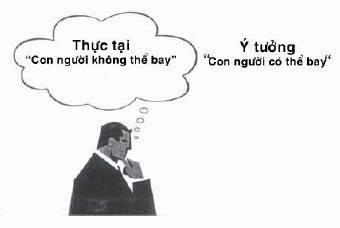 Thực tại
"Con người không thể bay"
Ý tưởng
"Con người có thể bay"